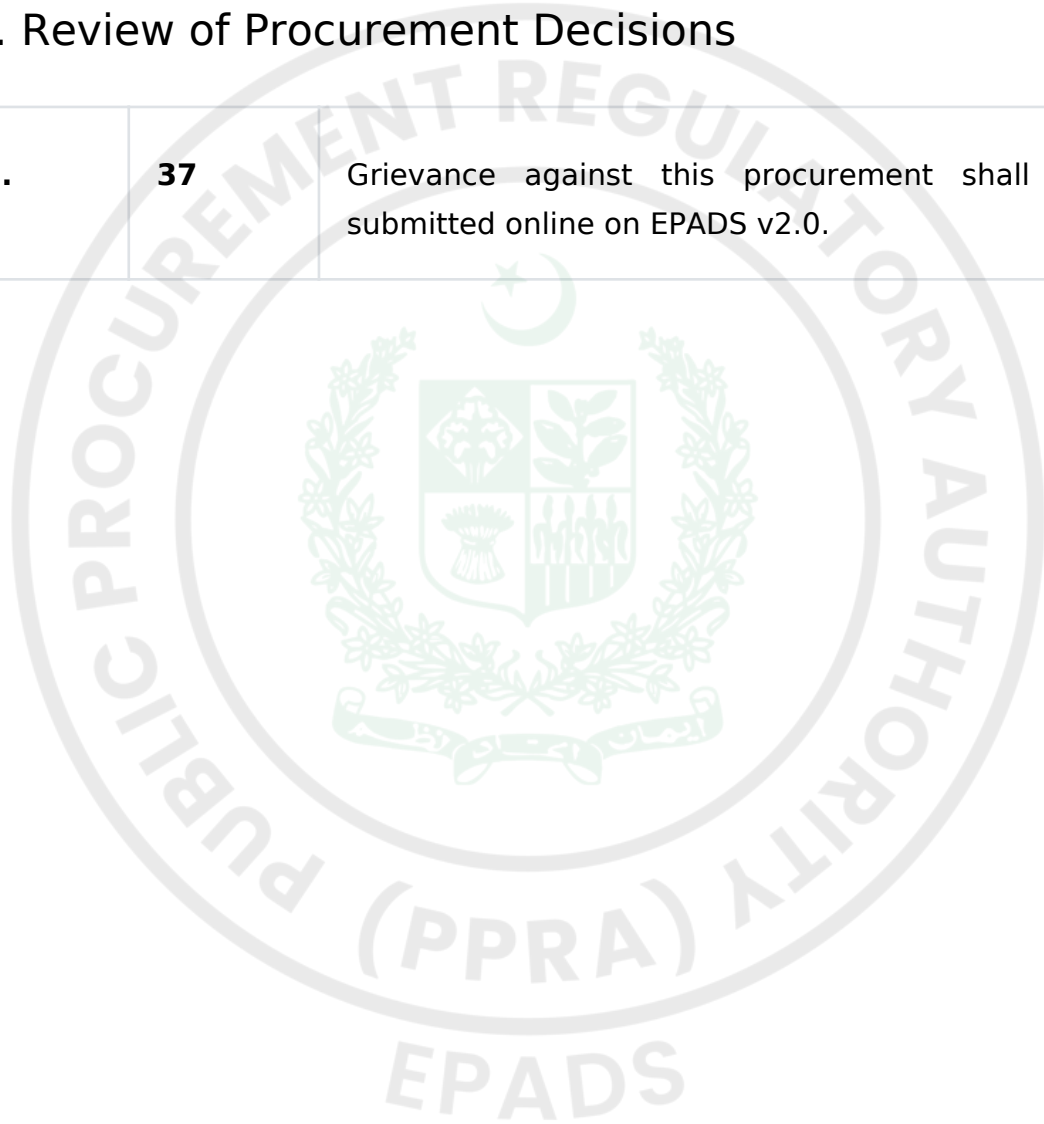 . Review of Procurement Decisions
. 37 Grievance against this procurement shall
submitted online on EPADS v2.0.
PUBLIC PROCUREMENT REGULATORY AUTHORITY
(PPRA)
EPADS